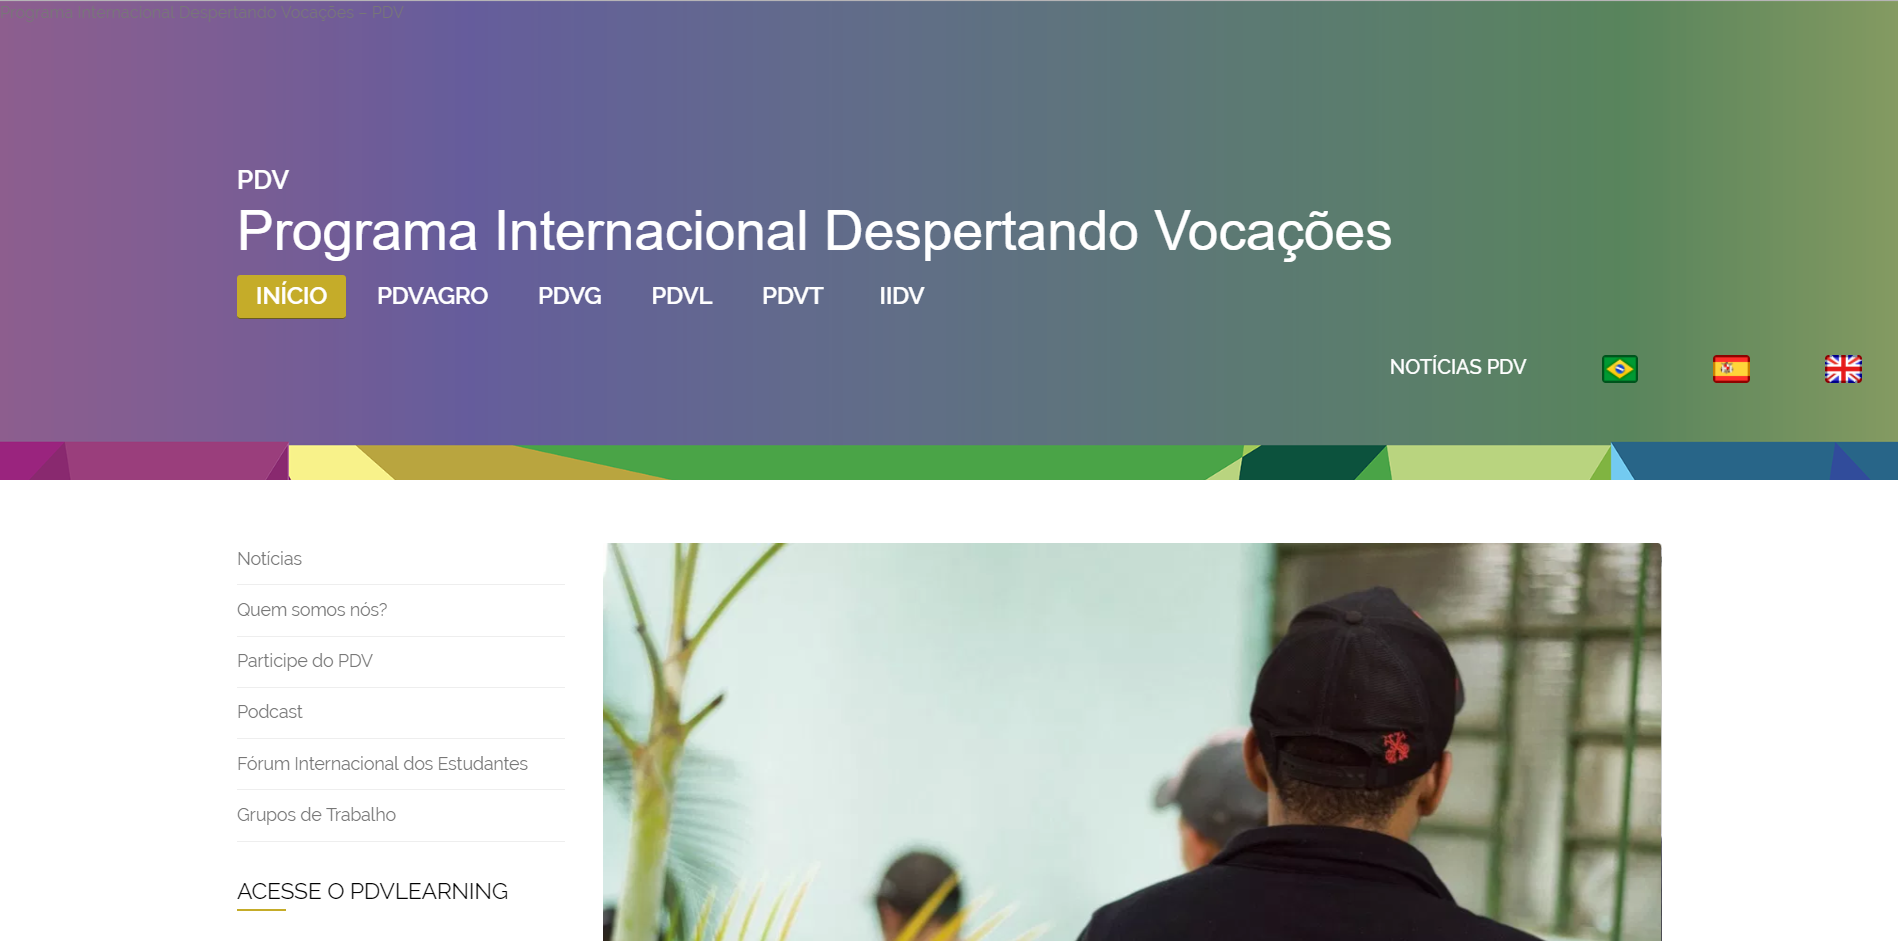 Programa Internacional Despertando Vocações – PDV
PDV
Programa Internacional Despertando Vocações
INÍCIO PDVAGRO PDVG PDVL PDVT IIDV
NOTÍCIAS PDV
Notícias
Quem somos nós?
Participe do PDV
Podcast
Fórum Internacional dos Estudantes
Grupos de Trabalho
ACESSE O PDVLEARNING